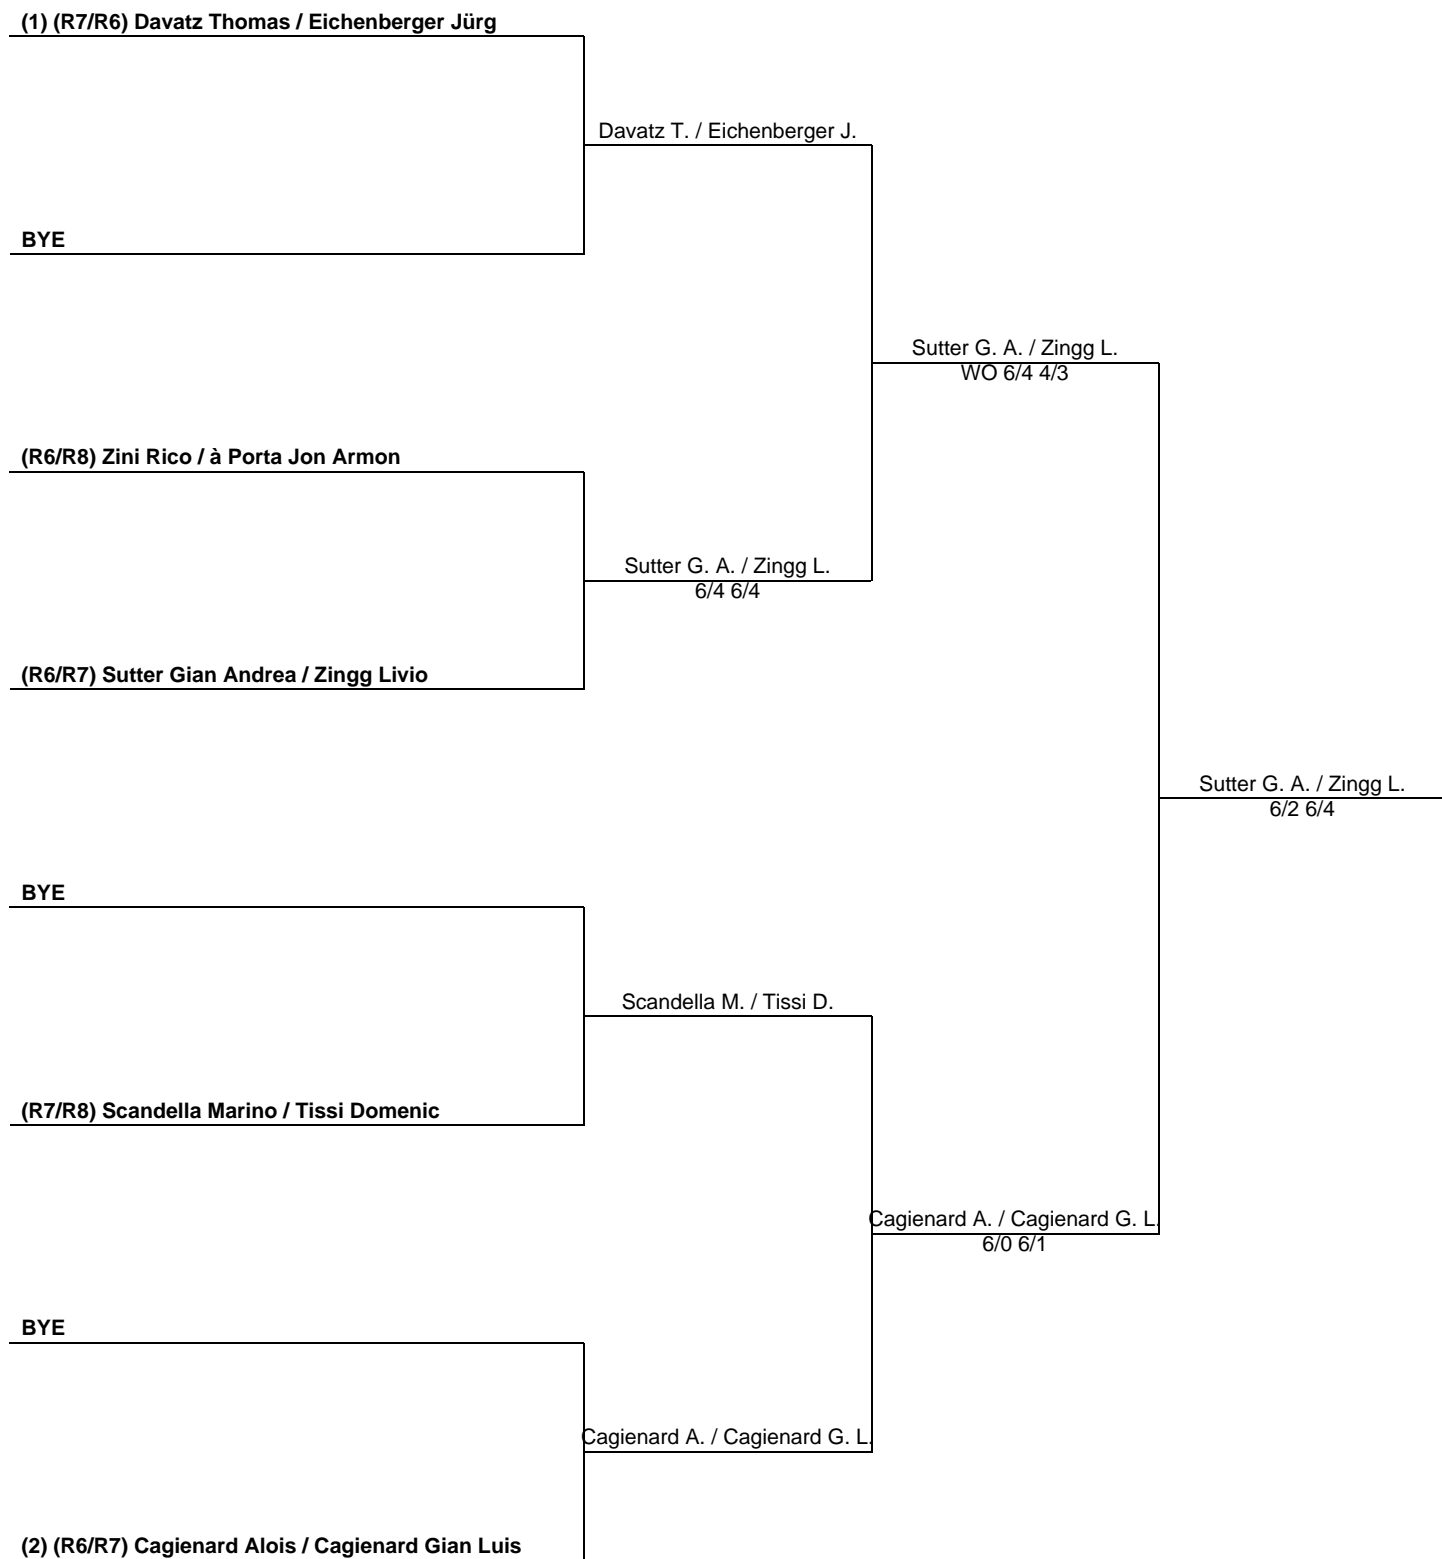 (1) (R7/R6) Davatz Thomas / Eichenberger Jürg
Davatz T. / Eichenberger J.
BYE
Sutter G. A. / Zingg L.
WO 6/4 4/3
(R6/R8) Zini Rico / à Porta Jon Armon
Sutter G. A. / Zingg L.
6/4 6/4
(R6/R7) Sutter Gian Andrea / Zingg Livio
Sutter G. A. / Zingg L.
6/2 6/4
BYE
Scandella M. / Tissi D.
(R7/R8) Scandella Marino / Tissi Domenic
Cagienard A. / Cagienard G. L.
6/0 6/1
BYE
Cagienard A. / Cagienard G. L.
(2) (R6/R7) Cagienard Alois / Cagienard Gian Luis